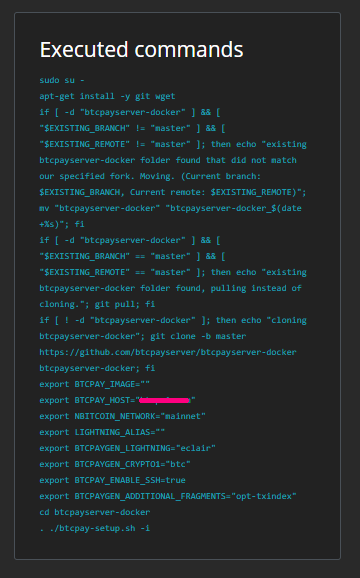 Executed commands
sudo su -
apt-get install -y git wget
if [ -d "btcpayserver-docker" ] && [
"$EXISTING_BRANCH" != "master" ] && [
"$EXISTING_REMOTE" != "master" ]; then echo "existing
btcpayserver-docker folder found that did not match
our specified fork. Moving. (Current branch:
$EXISTING_BRANCH, Current remote: $EXISTING_REMOTE)";
mv "btcpayserver-docker" "btcpayserver-docker_$(date
+%s)"; fi
if [ -d "btcpayserver-docker" ] && [
"$EXISTING_BRANCH" == "master" ] && [
"$EXISTING_REMOTE" == "master" ]; then echo "existing
btcpayserver-docker folder found, pulling instead of
cloning."; git pull; fi
if [ ! -d "btcpayserver-docker" ]; then echo "cloning
btcpayserver-docker"; git clone -b master
https://github.com/btcpayserver/btcpayserver-docker
btcpayserver-docker; fi
export BTCPAY_IMAGE=""
export BTCPAY_HOST=""
export NBITCOIN_NETWORK="mainnet"
export LIGHTNING_ALIAS=""
export BTCPAYGEN_LIGHTNING="eclair"
export BTCPAYGEN_CRYPTO1="btc"
export BTCPAY_ENABLE_SSH=true
export BTCPAYGEN_ADDITIONAL_FRAGMENTS="opt-txindex"
cd btcpayserver-docker
. ./btcpay-setup.sh -i